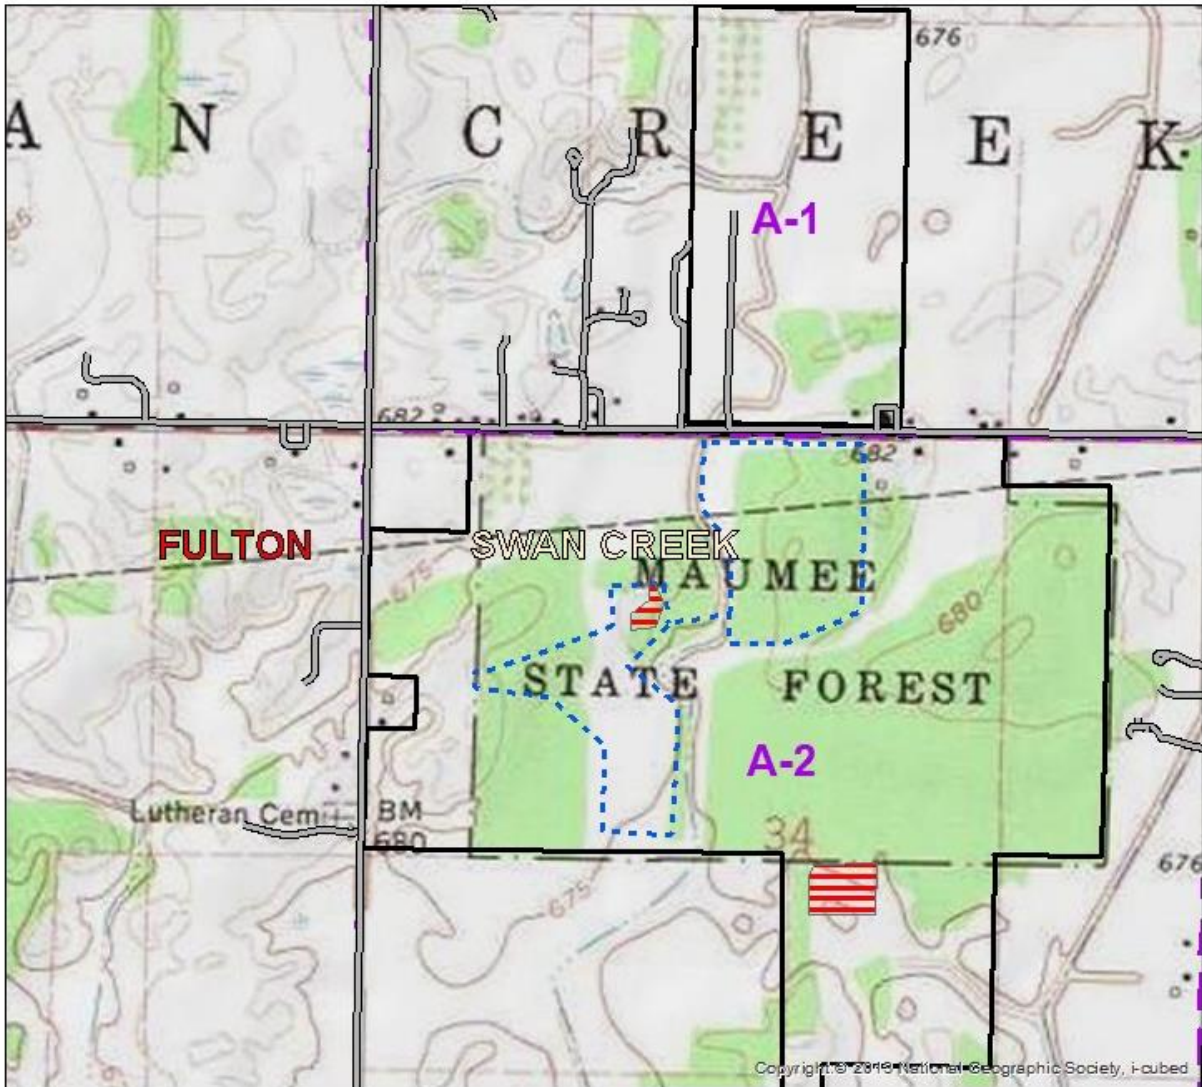 676
A N C R E E K
A-1
682
682
FULTON
SWAN CREEK
675
MAUMEE
680
STATE FOREST
A-2
Lutheran Cem
BM
680
34
676
675
Copyright:© 2013 National Geographic Society, i-cubed